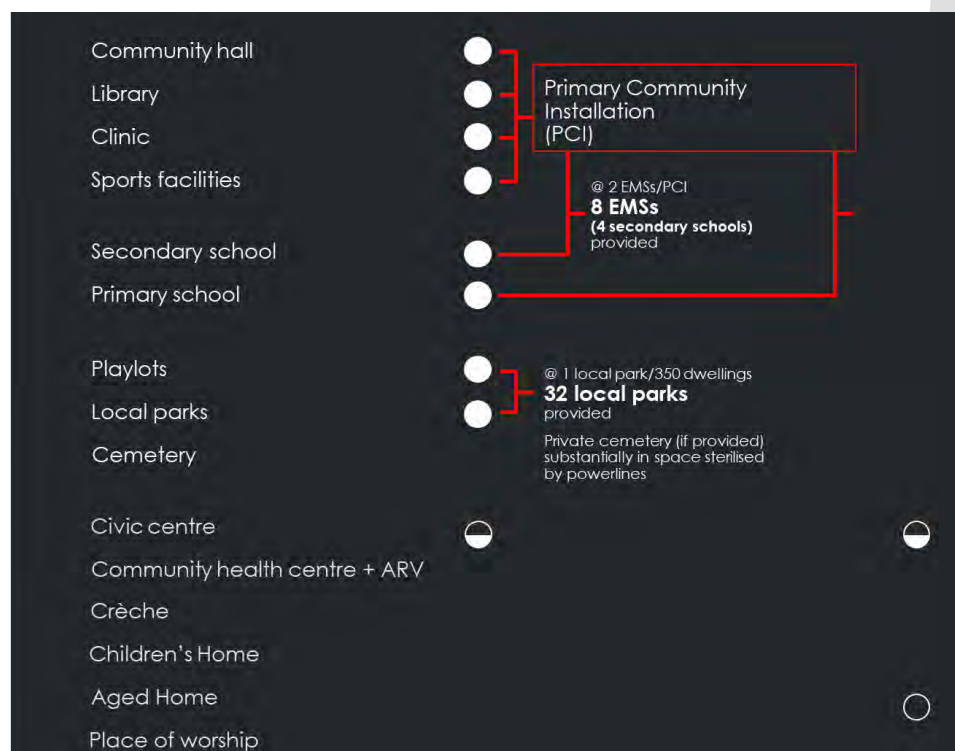 Community hall
Library
Clinic
Sports facilities
Primary Community
Installation
(PCI)
@ 2 EMSs/PCI
8 EMSs
(4 secondary schools)
provided
Secondary school
Primary school
Playlots
Local parks
Cemetery
@ 1 local park/350 dwellings
32 local parks
provided
Private cemetery (if provided)
substantially in space sterilised
by powerlines
Civic centre
Community health centre + ARV
Crèche
Children's Home
Aged Home
Place of worship